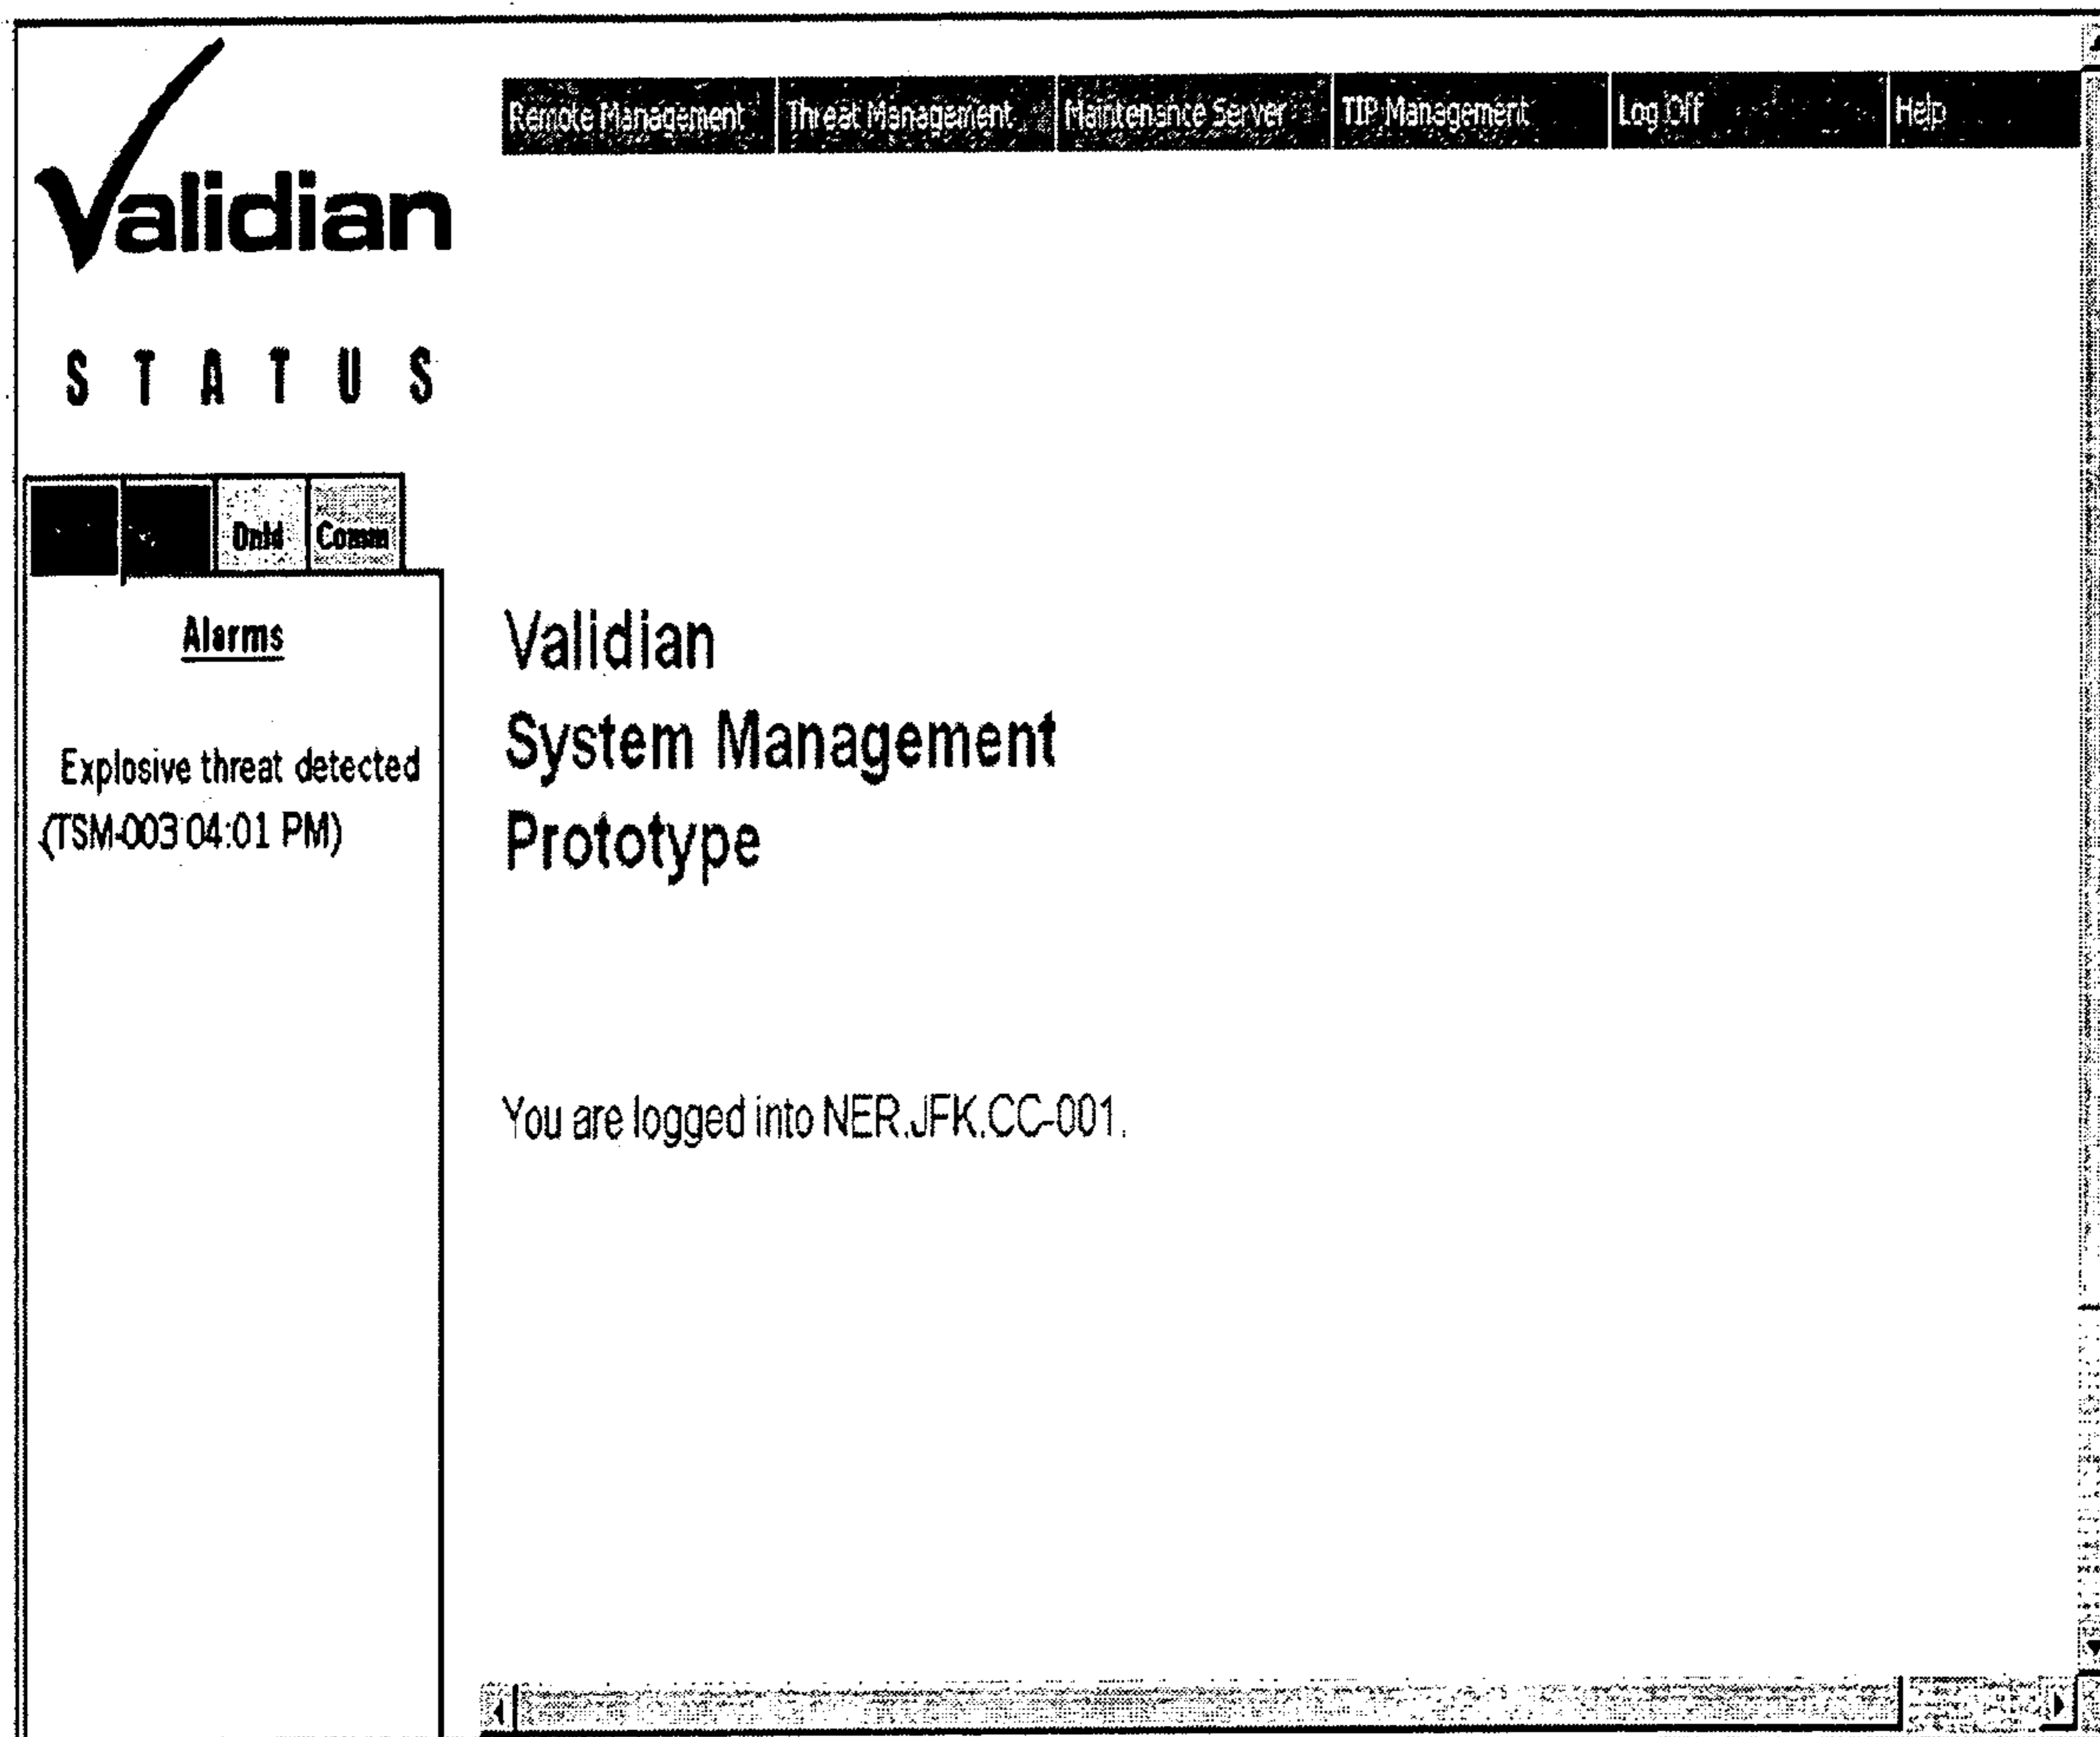 Validian
Remote Management Threat Management Maintenance Server TIP Management Log Off Help
STATUS
Dnld Comm
Alarms
Explosive threat detected
(TSM-003 04:01 PM)
Validian
System Management
Prototype
You are logged into NER.JFK.CC-001.